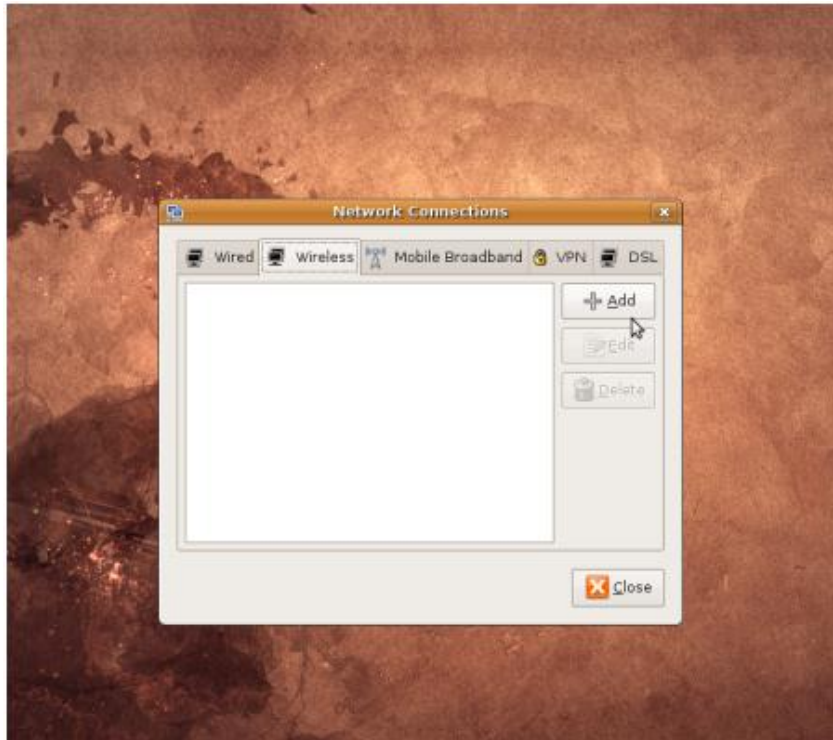 Network Connections
Wired Wireless Mobile Broadband VPN DSL
Add
Edit
Delete
Close